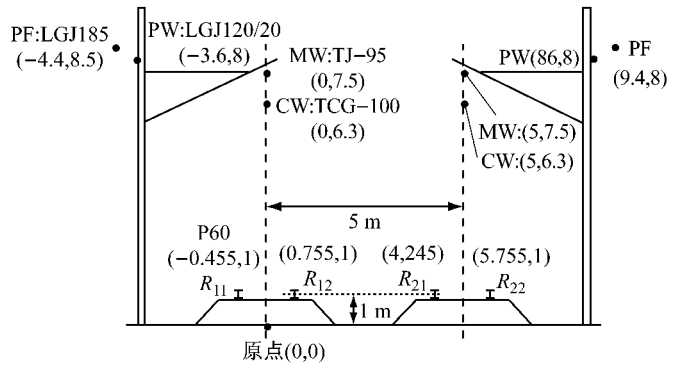 PF:LGJ185
(−4.4,8.5)
PW:LGJ120/20
(−3.6,8)
MW:TJ−95
(0,7.5)
CW:TCG−100
(0,6.3)
PW(86,8)
PF
(9.4,8)
MW:(5,7.5)
CW:(5,6.3)
5 m
P60
(−0.455,1)
(0.755,1)
(4,245)
(5.755,1)
R11
R12
R21
R22
1 m
原点(0,0)